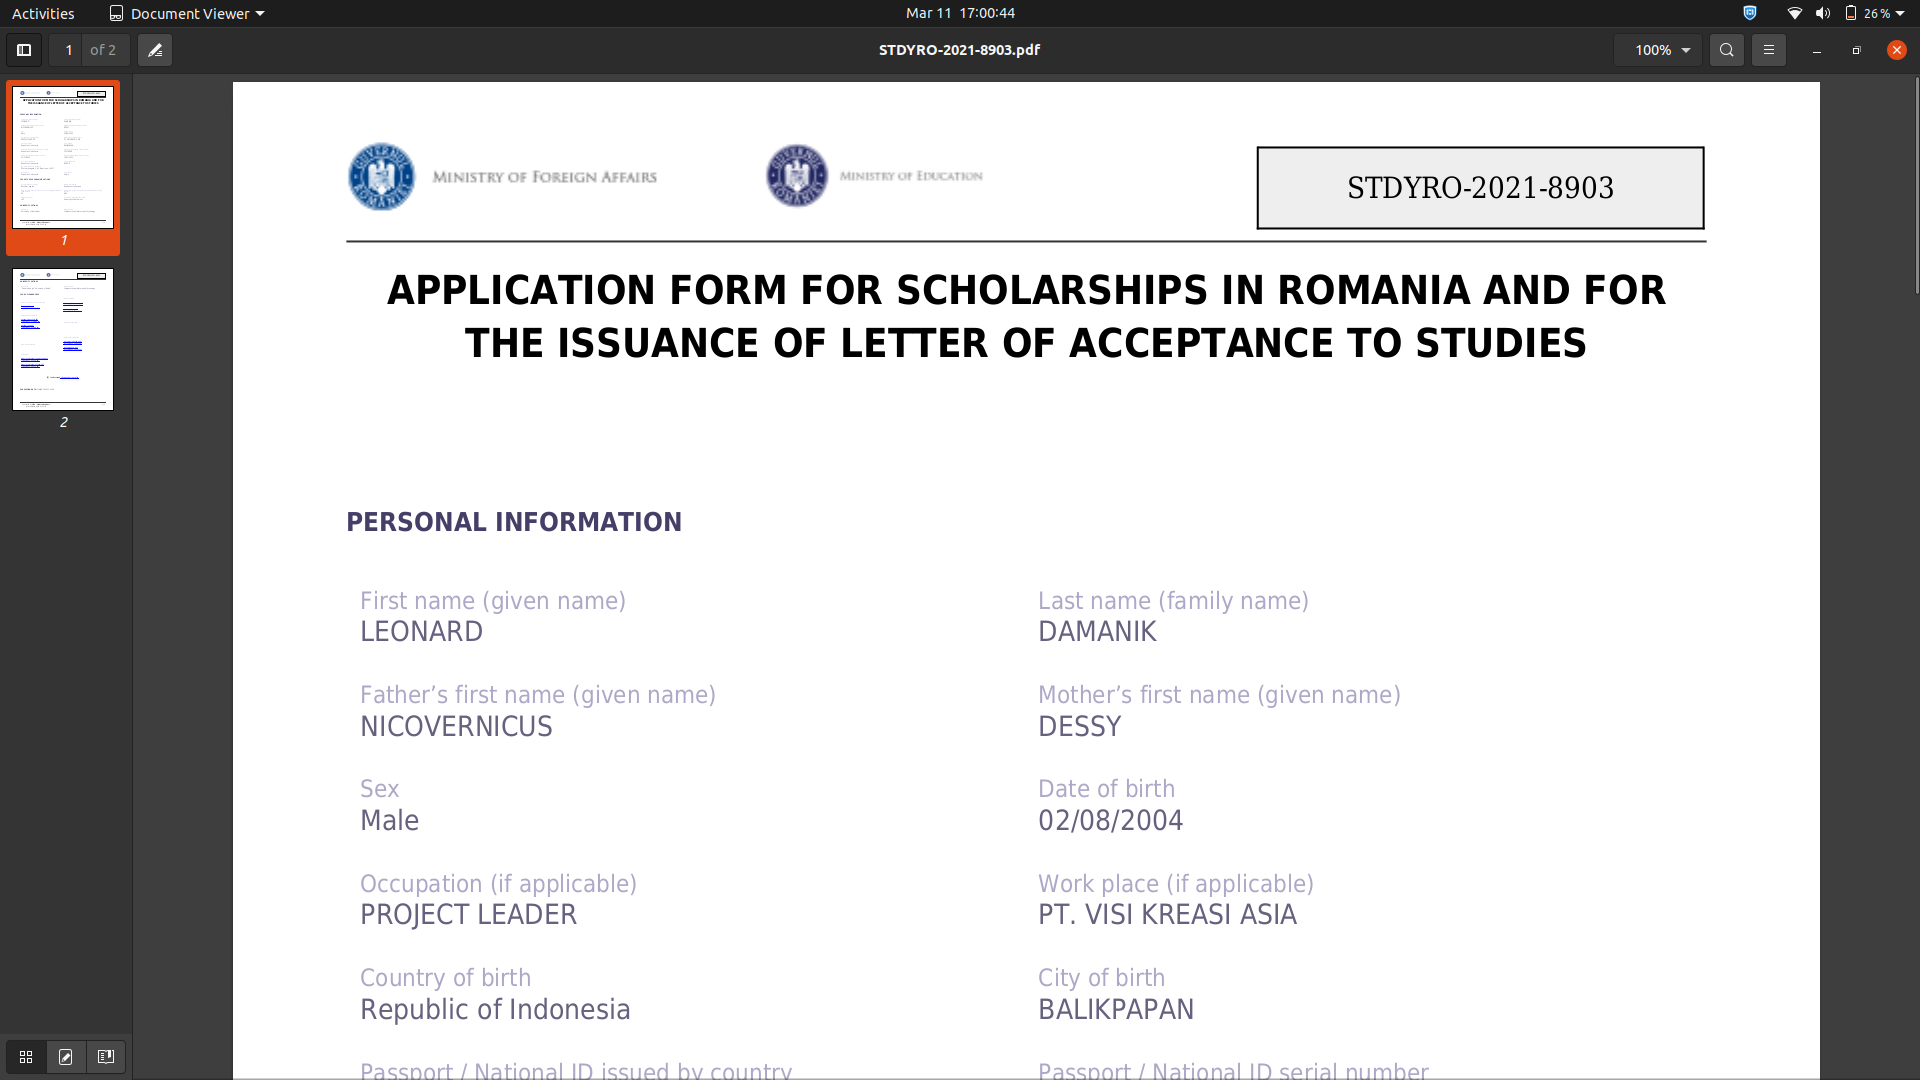 Activities
Document Viewer
Mar 11 17:00:44
26 %
1 of 2
STDYRO-2021-8903.pdf
100%
1
2
MINISTRY OF FOREIGN AFFAIRS
MINISTRY OF EDUCATION
STDYRO-2021-8903
APPLICATION FORM FOR SCHOLARSHIPS IN ROMANIA AND FOR
THE ISSUANCE OF LETTER OF ACCEPTANCE TO STUDIES
PERSONAL INFORMATION
First name (given name)
LEONARD
Last name (family name)
DAMANIK
Father’s first name (given name)
NICOVERNICUS
Mother’s first name (given name)
DESSY
Sex
Male
Date of birth
02/08/2004
Occupation (if applicable)
PROJECT LEADER
Work place (if applicable)
PT. VISI KREASI ASIA
Country of birth
Republic of Indonesia
City of birth
BALIKPAPAN
Passport / National ID issued by country
Passport / National ID serial number